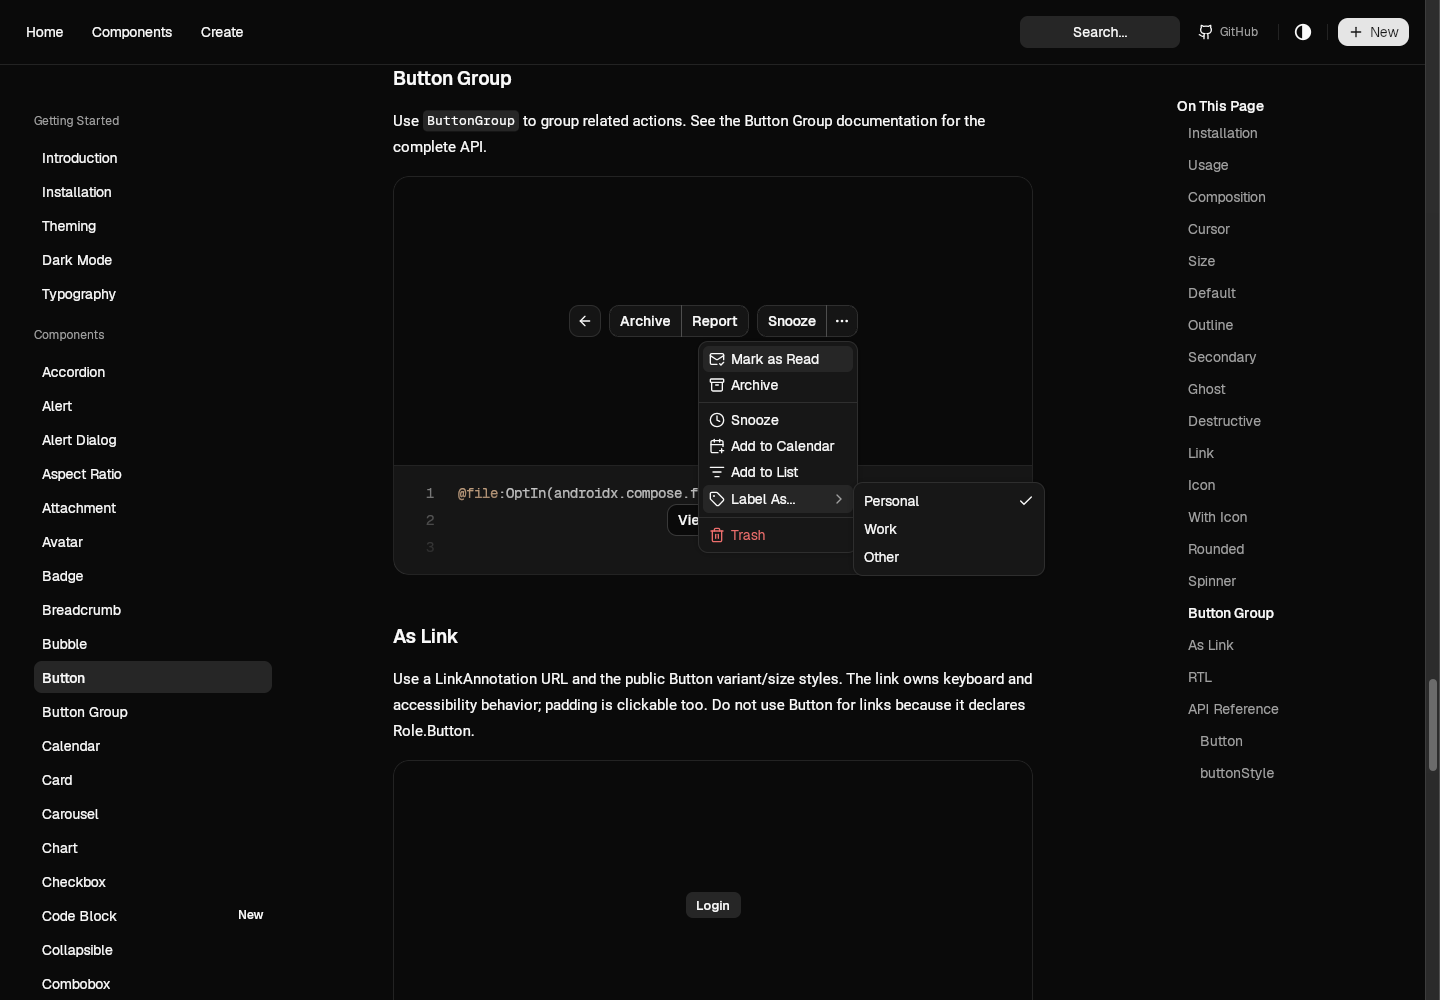 Home
Components
Create
Search...
GitHub
New
Getting Started
Introduction
Installation
Theming
Dark Mode
Typography
Components
Accordion
Alert
Alert Dialog
Aspect Ratio
Attachment
Avatar
Badge
Breadcrumb
Bubble
Button
Button Group
Calendar
Card
Carousel
Chart
Checkbox
Code Block New
Collapsible
Combobox
Button Group
Use ButtonGroup to group related actions. See the Button Group documentation for the
complete API.
Archive
Report
Snooze
Mark as Read
Archive
Snooze
Add to Calendar
Add to List
Label As...
Trash
Personal
Work
Other
1 @file:OptIn(androidx.compose.f
2
3
Vie
As Link
Use a LinkAnnotation URL and the public Button variant/size styles. The link owns keyboard and
accessibility behavior; padding is clickable too. Do not use Button for links because it declares
Role.Button.
Login
On This Page
Installation
Usage
Composition
Cursor
Size
Default
Outline
Secondary
Ghost
Destructive
Link
Icon
With Icon
Rounded
Spinner
Button Group
As Link
RTL
API Reference
Button
buttonStyle